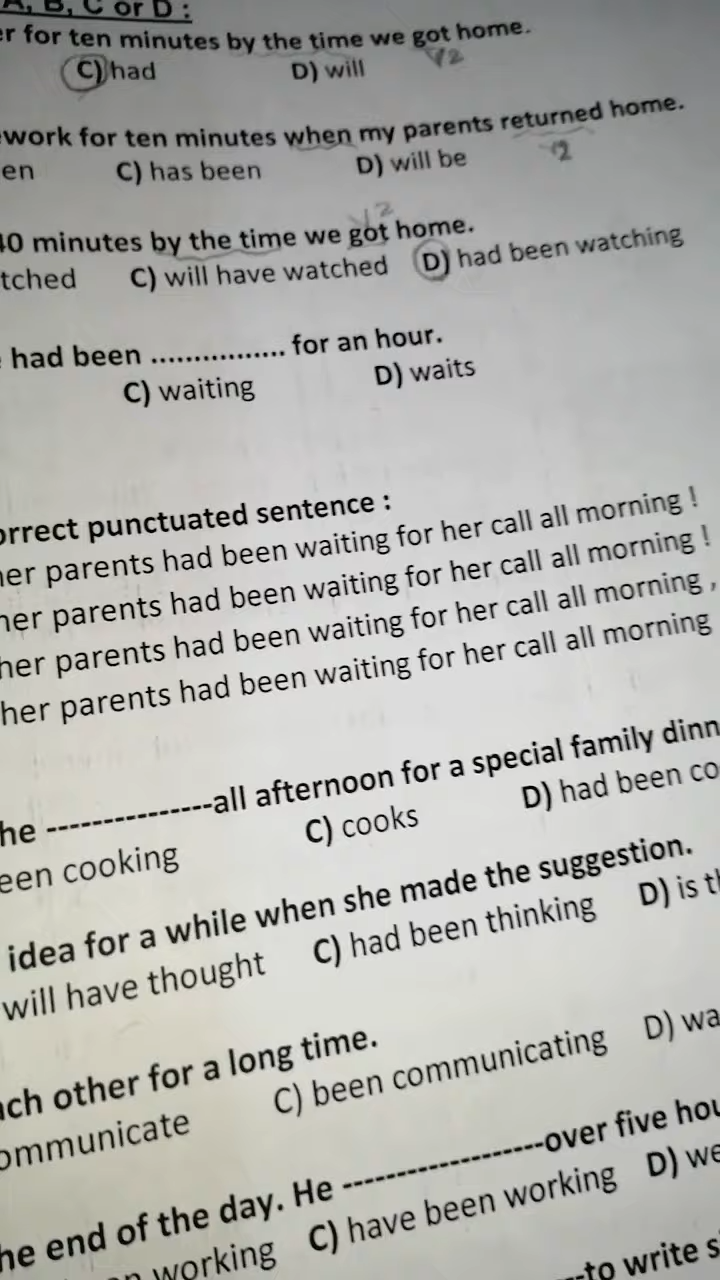 A, B, C or D :
er for ten minutes by the time we got home.
C) had D) will
V2
work for ten minutes when my parents returned home.
en C) has been D) will be
2
40 minutes by the time we got home.
V2
tched C) will have watched D) had been watching
had been ................ for an hour.
C) waiting D) waits
orrect punctuated sentence :
her parents had been waiting for her call all morning !
her parents had been waiting for her call all morning !
her parents had been waiting for her call all morning ,
her parents had been waiting for her call all morning
he ---------------all afternoon for a special family dinn
een cooking C) cooks D) had been co
idea for a while when she made the suggestion.
will have thought C) had been thinking D) is th
ach other for a long time.
ommunicate C) been communicating D) wa
he end of the day. He ------------------over five hou
n working C) have been working D) we
--to write s